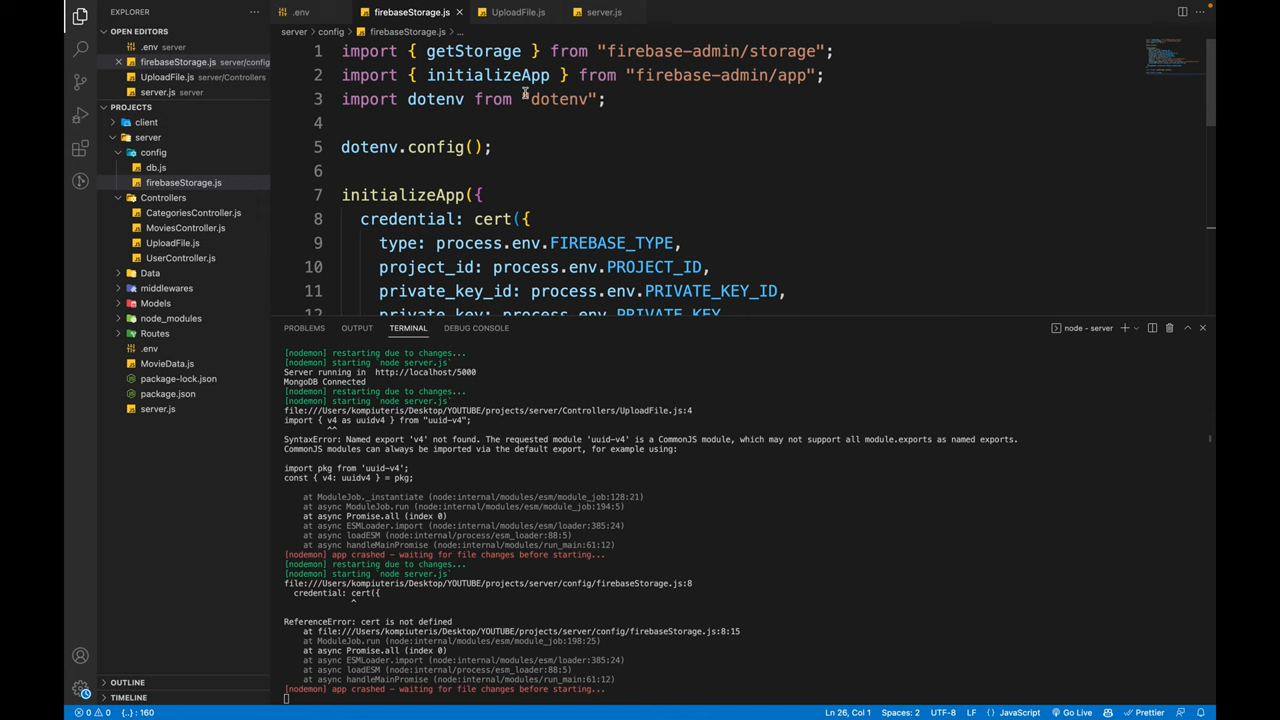 EXPLORER
OPEN EDITORS
.env server
firebaseStorage.js server/config
UploadFile.js server/Controllers
server.js server
PROJECTS
client
server
config
db.js
firebaseStorage.js
Controllers
CategoriesController.js
MoviesController.js
UploadFile.js
UserController.js
Data
middlewares
Models
node_modules
Routes
.env
MovieData.js
package-lock.json
package.json
server.js
OUTLINE
TIMELINE
.env firebaseStorage.js UploadFile.js server.js
server > config > firebaseStorage.js > ...
1 import { getStorage } from "firebase-admin/storage";
2 import { initializeApp } from "firebase-admin/app";
3 import dotenv from "dotenv";
4
5 dotenv.config();
6
7 initializeApp({
8 credential: cert({
9 type: process.env.FIREBASE_TYPE,
10 project_id: process.env.PROJECT_ID,
11 private_key_id: process.env.PRIVATE_KEY_ID,
12 private_key: process.env.PRIVATE_KEY
PROBLEMS OUTPUT TERMINAL DEBUG CONSOLE node - server
[nodemon] restarting due to changes...
[nodemon] starting `node server.js`
Server running in http://localhost/5000
MongoDB Connected
[nodemon] restarting due to changes...
[nodemon] starting `node server.js`
file:///Users/kompiuteris/Desktop/YOUTUBE/projects/server/Controllers/UploadFile.js:4
import { v4 as uuidv4 } from "uuid-v4";
^^
SyntaxError: Named export 'v4' not found. The requested module 'uuid-v4' is a CommonJS module, which may not support all module.exports as named exports.
CommonJS modules can always be imported via the default export, for example using:
import pkg from 'uuid-v4';
const { v4: uuidv4 } = pkg;
at ModuleJob._instantiate (node:internal/modules/esm/module_job:128:21)
at async ModuleJob.run (node:internal/modules/esm/module_job:194:5)
at async Promise.all (index 0)
at async ESMLoader.import (node:internal/modules/esm/loader:385:24)
at async loadESM (node:internal/process/esm_loader:88:5)
at async handleMainPromise (node:internal/modules/run_main:61:12)
[nodemon] app crashed - waiting for file changes before starting...
[nodemon] restarting due to changes...
[nodemon] starting `node server.js`
file:///Users/kompiuteris/Desktop/YOUTUBE/projects/server/config/firebaseStorage.js:8
credential: cert({
^
ReferenceError: cert is not defined
at file:///Users/kompiuteris/Desktop/YOUTUBE/projects/server/config/firebaseStorage.js:8:15
at ModuleJob.run (node:internal/modules/esm/module_job:198:25)
at async Promise.all (index 0)
at async ESMLoader.import (node:internal/modules/esm/loader:385:24)
at async loadESM (node:internal/process/esm_loader:88:5)
at async handleMainPromise (node:internal/modules/run_main:61:12)
[nodemon] app crashed - waiting for file changes before starting...
0 0 {..} : 160 Ln 26, Col 1 Spaces: 2 UTF-8 LF {} JavaScript Go Live Prettier